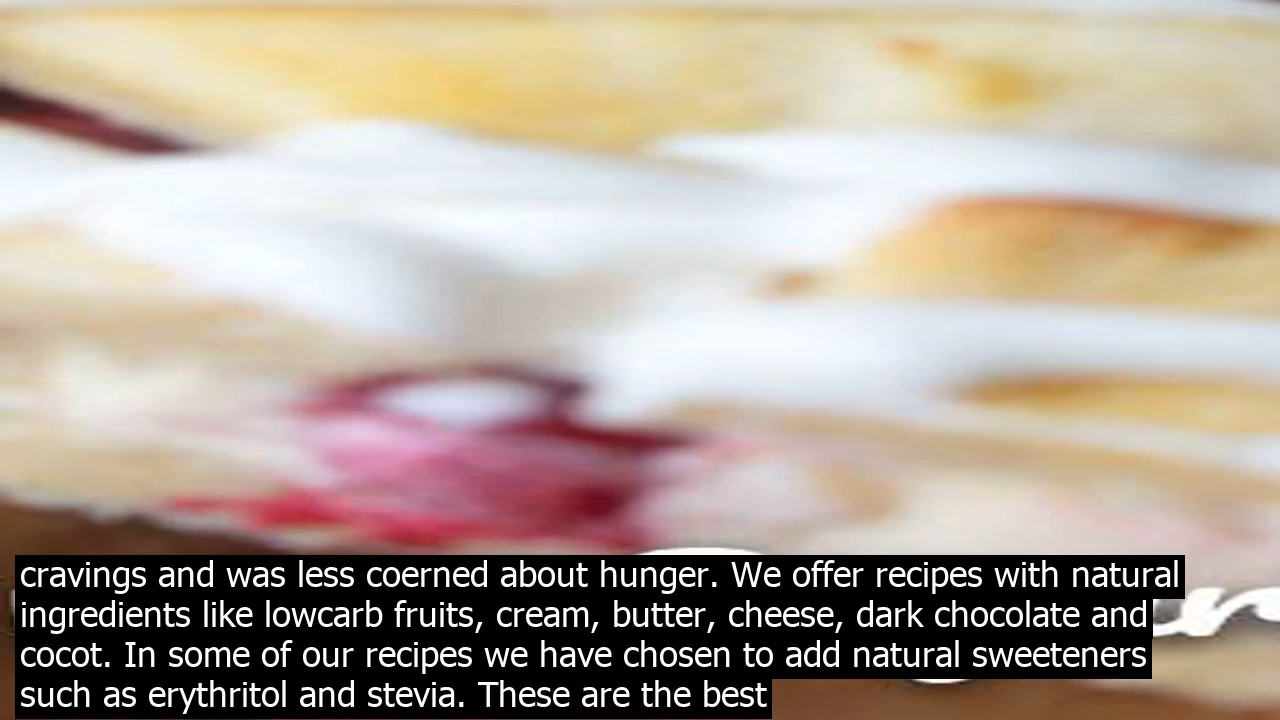 cravings and was less coerned about hunger. We offer recipes with natural
ingredients like lowcarb fruits, cream, butter, cheese, dark chocolate and
cocot. In some of our recipes we have chosen to add natural sweeteners
such as erythritol and stevia. These are the best